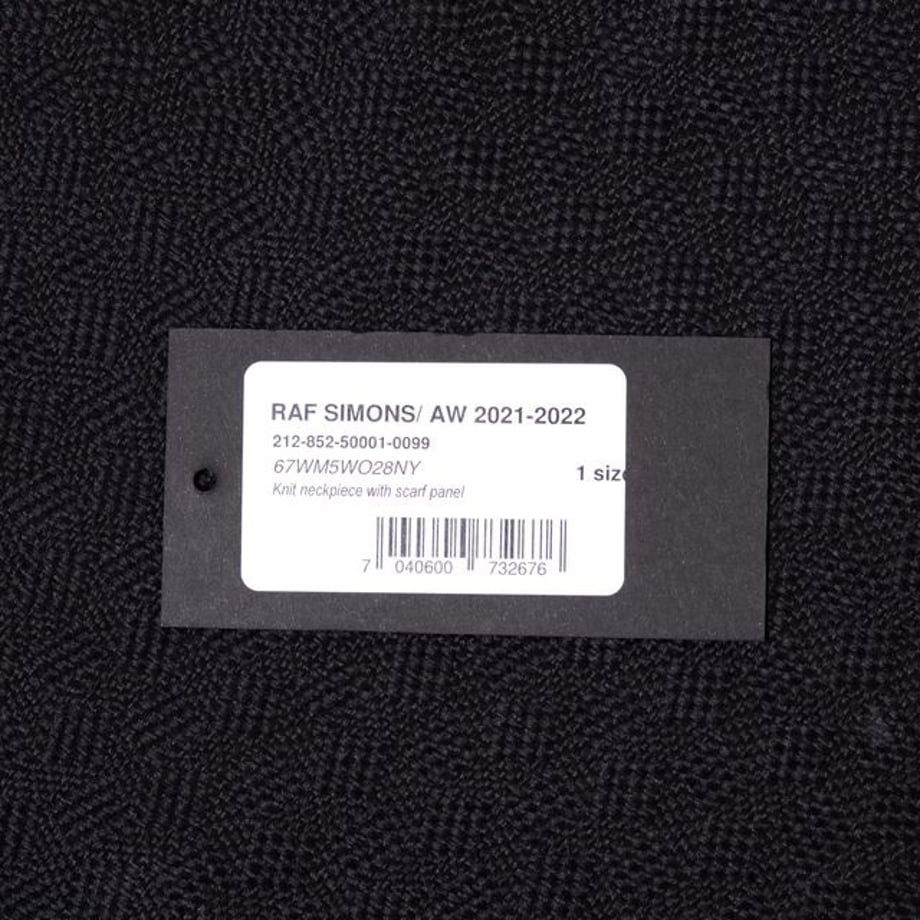 RAF SIMONS/ AW 2021-2022
212-852-50001-0099
67WM5WO28NY
1 size
Knit neckpiece with scarf panel
7 040600 732676